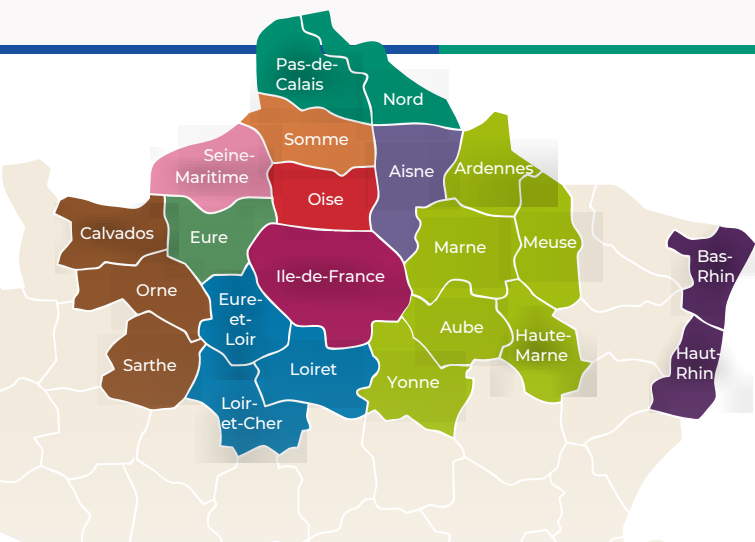 Pas-de-
Calais
Nord
Somme
Seine-
Maritime
Aisne
Ardennes
Oise
Calvados
Eure
Marne
Meuse
Bas-
Rhin
Ile-de-France
Orne
Eure-
et-
Loir
Aube
Haute-
Marne
Sarthe
Loiret
Yonne
Haut-
Rhin
Loir-
et-Cher